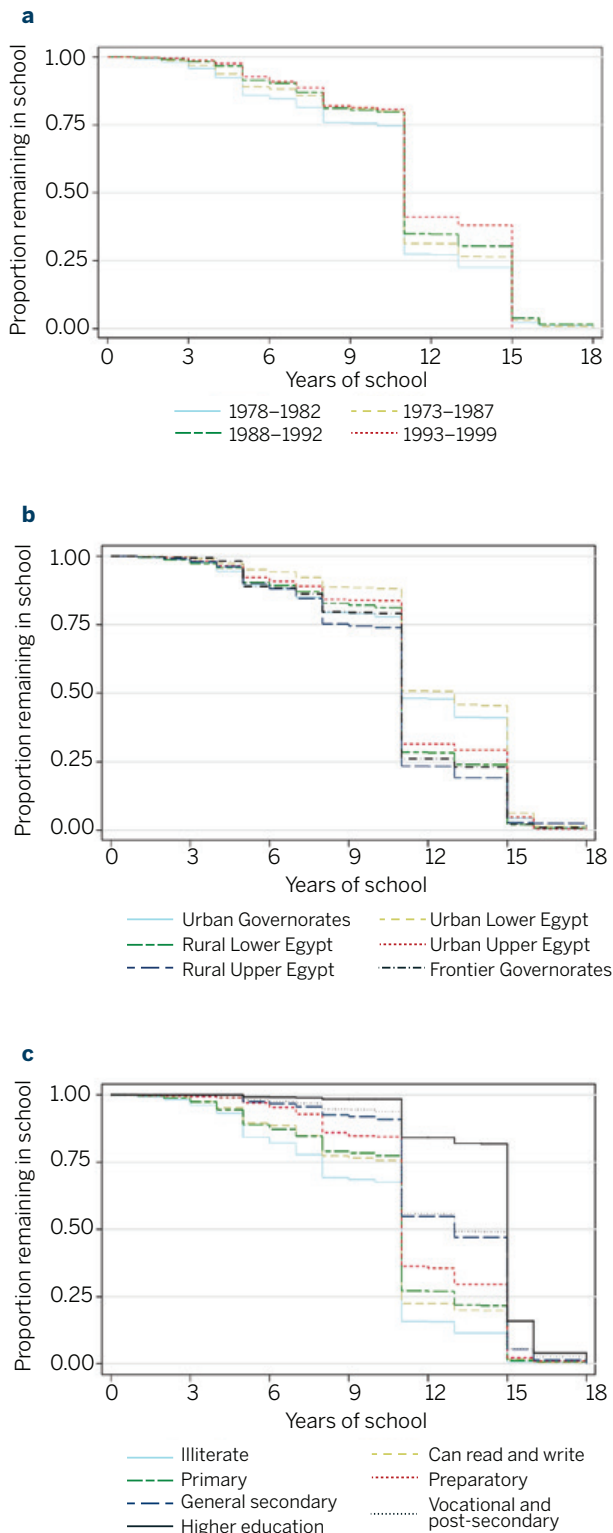 a
Proportion remaining in school
1.00
0.75
0.50
0.25
0.00
0 3 6 9 12 15 18
Years of school
1978–1982 1973–1987
1988–1992 1993–1999
b
Proportion remaining in school
1.00
0.75
0.50
0.25
0.00
0 3 6 9 12 15 18
Years of school
Urban Governorates Urban Lower Egypt
Rural Lower Egypt Urban Upper Egypt
Rural Upper Egypt Frontier Governorates
c
Proportion remaining in school
1.00
0.75
0.50
0.25
0.00
0 3 6 9 12 15 18
Years of school
Illiterate Can read and write
Primary Preparatory
General secondary Vocational and
post-secondary
Higher education